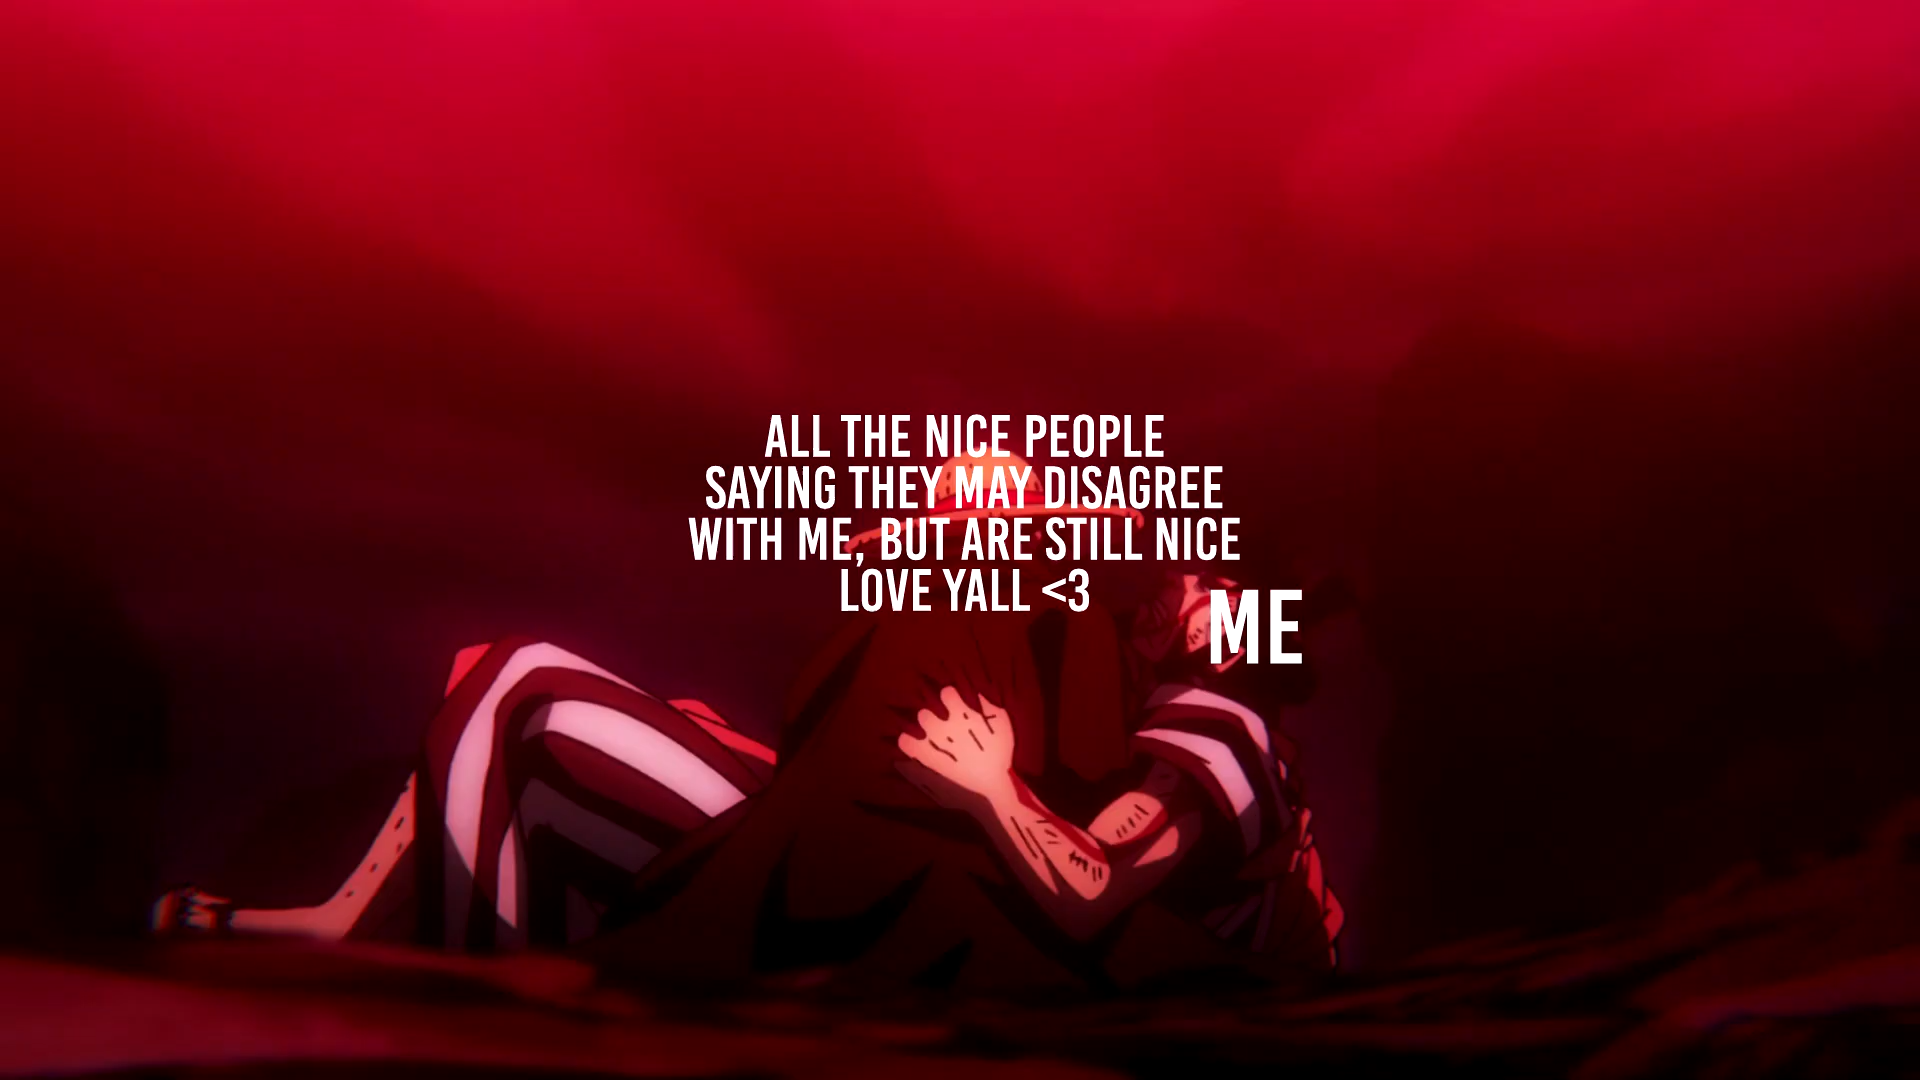 ALL THE NICE PEOPLE
SAYING THEY MAY DISAGREE
WITH ME, BUT ARE STILL NICE
LOVE YALL <3
ME